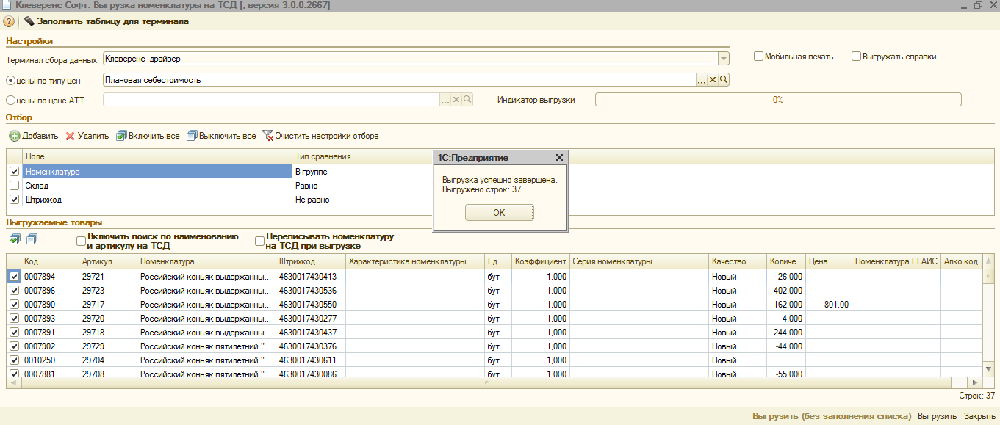 Клеверенс Софт: Выгрузка номенклатуры на ТСД [, версия 3.0.0.2667]
? Заполнить таблицу для терминала
Настройки
Терминал сбора данных: Клеверенс драйвер
Мобильная печать Выгружать справки
цены по типу цен Плановая себестоимость
цены по цене АТТ Индикатор выгрузки 0%
Отбор
Добавить Удалить Включить все Выключить все Очистить настройки отбора
Поле Тип сравнения
Номенклатура В группе
Склад Равно
Штрихкод Не равно
1С:Предприятие
Выгрузка успешно завершена.
Выгружено строк: 37.
OK
Выгружаемые товары
Включить поиск по наименованию
и артикулу на ТСД
Переписывать номенклатуру
на ТСД при выгрузке
Код Артикул Номенклатура Штрихкод Характеристика номенклатуры Ед. Коэффициент Серия номенклатуры Качество Количе... Цена Номенклатура ЕГАИС Алко код
0007894 29721 Российский коньяк выдержанны... 4630017430413 бут 1,000 Новый -26,000
0007896 29723 Российский коньяк выдержанны... 4630017430536 бут 1,000 Новый -402,000
0007890 29717 Российский коньяк выдержанны... 4630017430550 бут 1,000 Новый -162,000 801,00
0007893 29720 Российский коньяк выдержанны... 4630017430277 бут 1,000 Новый -4,000
0007891 29718 Российский коньяк выдержанны... 4630017430437 бут 1,000 Новый -244,000
0007902 29729 Российский коньяк пятилетний "... 4630017430376 бут 1,000 Новый -44,000
0010250 29704 Российский коньяк пятилетний "... 4630017430611 бут 1,000 Новый
0007881 29708 Российский коньяк пятилетний "... 4630017430086 бут 1,000 Новый -55,000
Строк: 37
Выгрузить (без заполнения списка) Выгрузить Закрыть